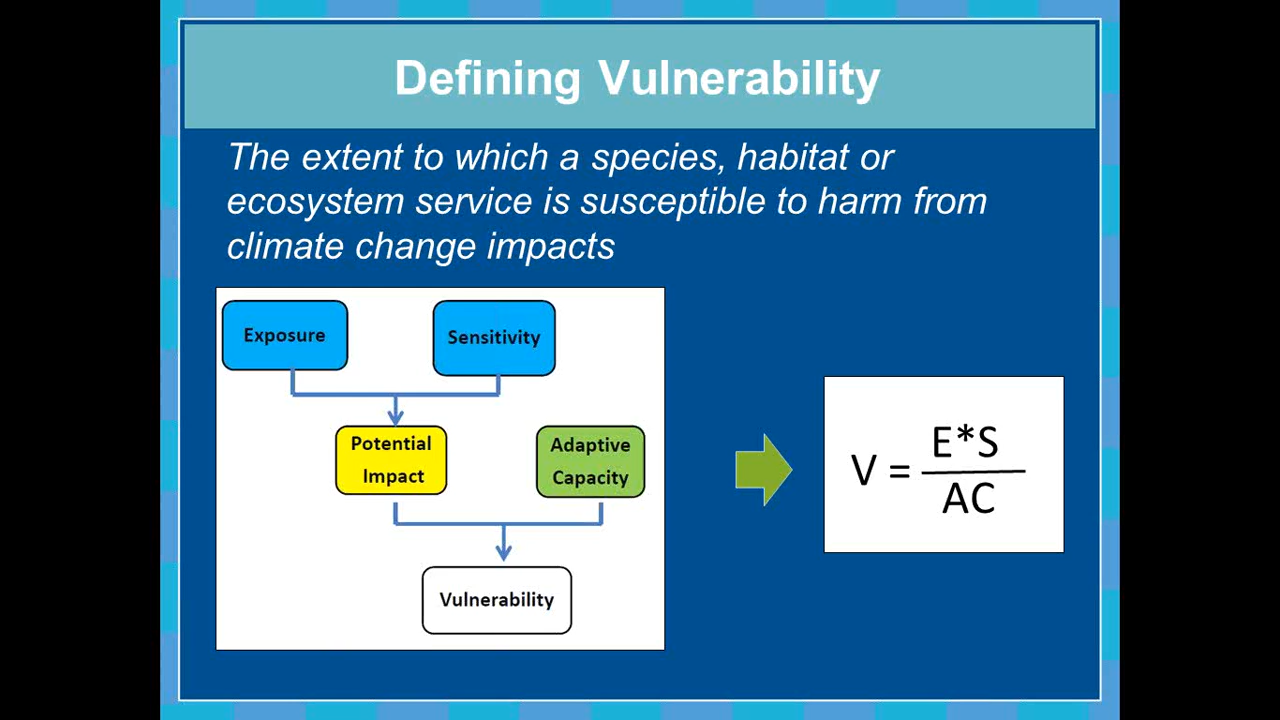 Defining Vulnerability
The extent to which a species, habitat or
ecosystem service is susceptible to harm from
climate change impacts
Exposure
Sensitivity
Potential
Impact
Adaptive
Capacity
Vulnerability
V =
E*S
AC